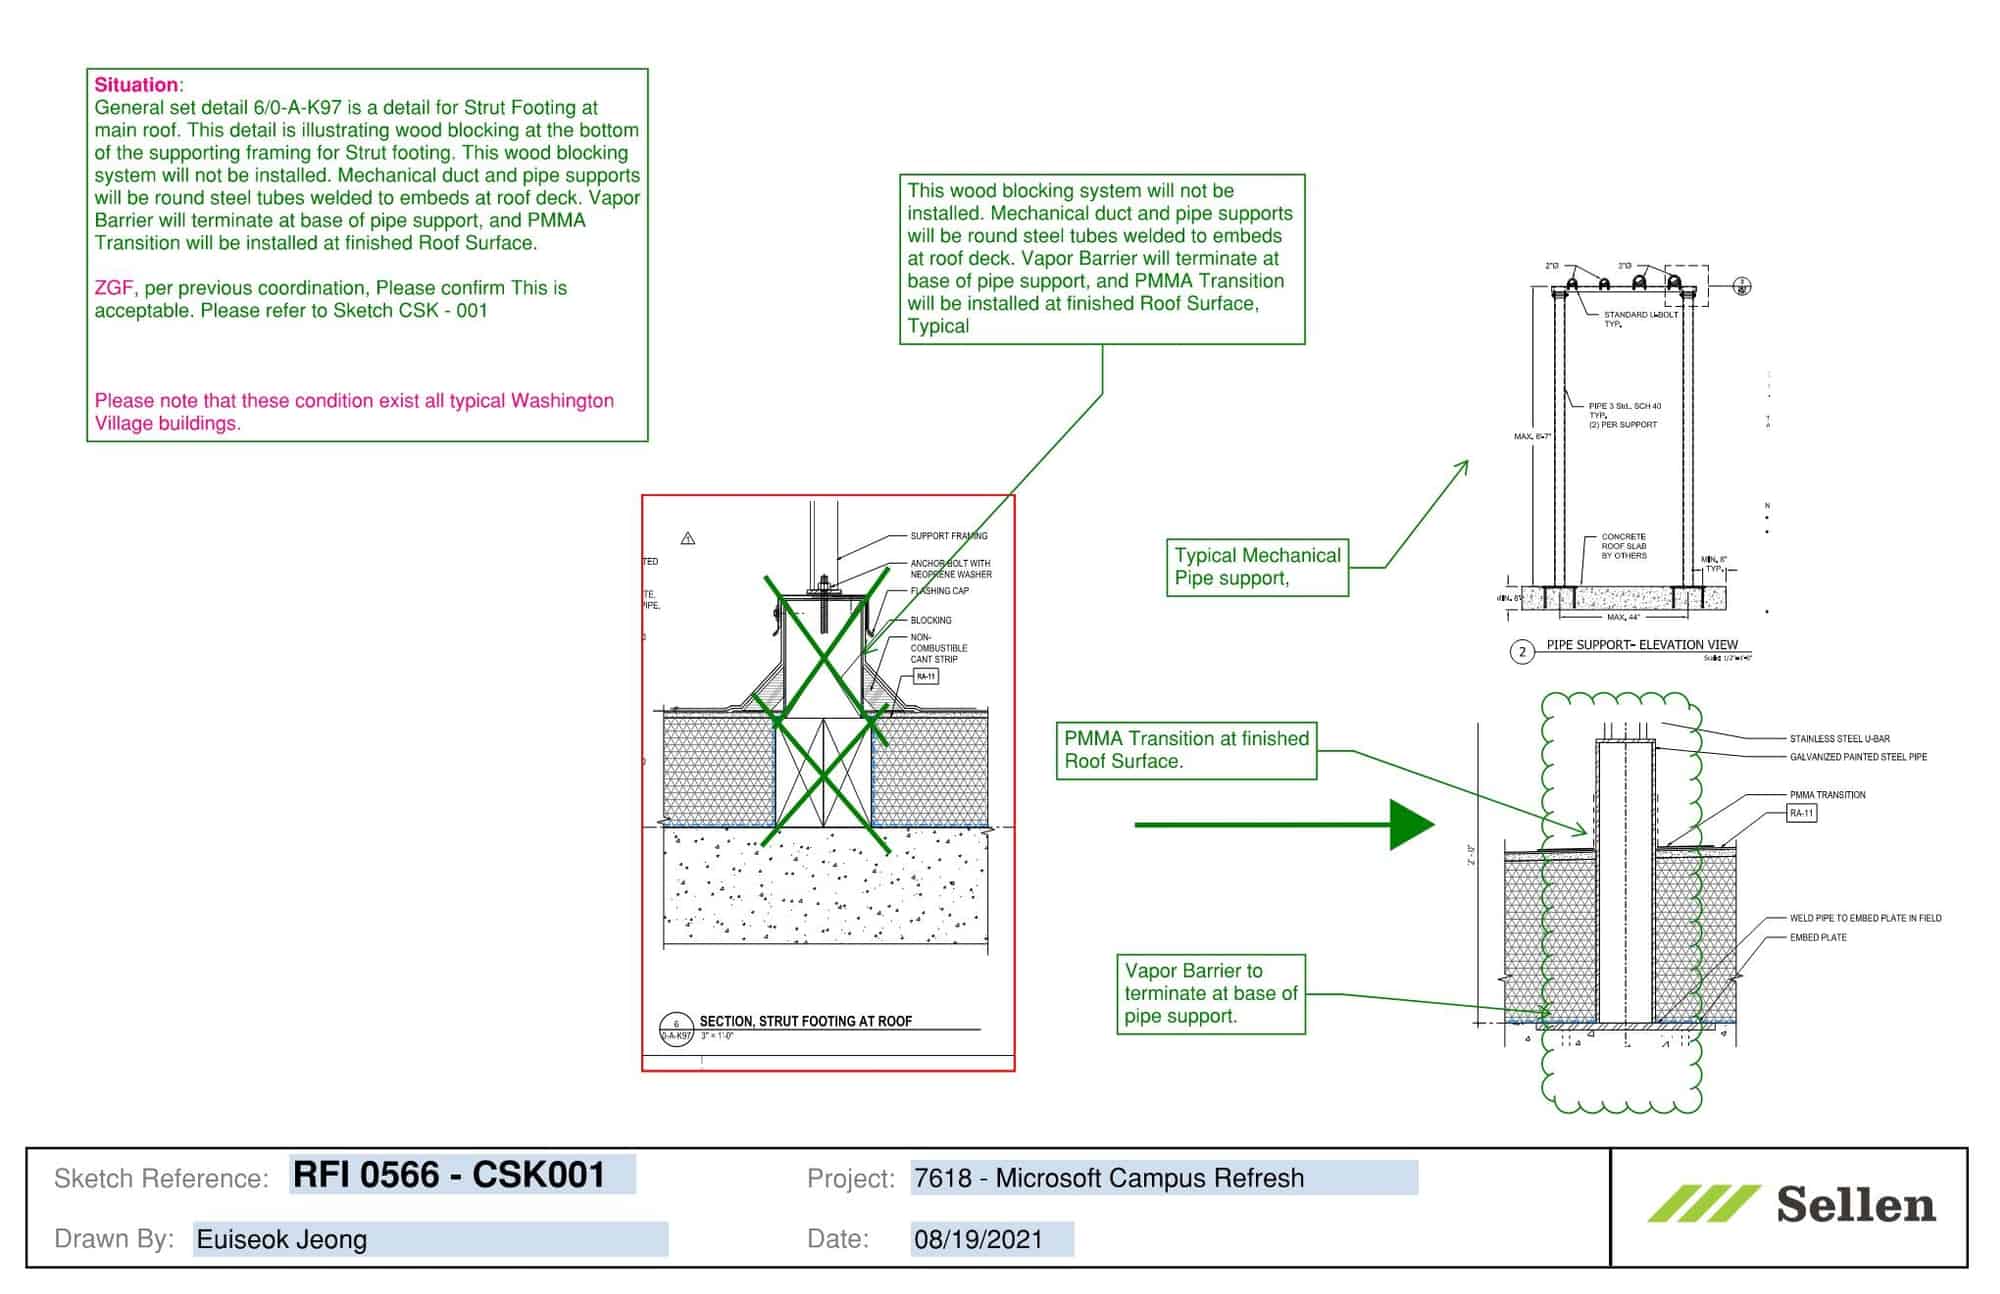 Situation:
General set detail 6/0-A-K97 is a detail for Strut Footing at
main roof. This detail is illustrating wood blocking at the bottom
of the supporting framing for Strut footing. This wood blocking
system will not be installed. Mechanical duct and pipe supports
will be round steel tubes welded to embeds at roof deck. Vapor
Barrier will terminate at base of pipe support, and PMMA
Transition will be installed at finished Roof Surface.
ZGF, per previous coordination, Please confirm This is
acceptable. Please refer to Sketch CSK - 001
Please note that these condition exist all typical Washington
Village buildings.
This wood blocking system will not be
installed. Mechanical duct and pipe supports
will be round steel tubes welded to embeds
at roof deck. Vapor Barrier will terminate at
base of pipe support, and PMMA Transition
will be installed at finished Roof Surface,
Typical
1
TED
TE,
IPE,
SUPPORT FRAMING
ANCHOR BOLT WITH
NEOPRENE WASHER
FLASHING CAP
BLOCKING
NON-
COMBUSTIBLE
CANT STRIP
RA-11
6
0-A-K97
SECTION, STRUT FOOTING AT ROOF
3" = 1'-0"
Typical Mechanical
Pipe support,
2"Ø
3"Ø
STANDARD U-BOLT
TYP.
PIPE 3 Std., SCH 40
TYP.
(2) PER SUPPORT
MAX. 8'-7"
CONCRETE
ROOF SLAB
BY OTHERS
MIN. 8"
TYP.
MIN. 6"
MAX. 44"
2
PIPE SUPPORT- ELEVATION VIEW
Scale: 1/2"=1'-0"
N
PMMA Transition at finished
Roof Surface.
STAINLESS STEEL U-BAR
GALVANIZED PAINTED STEEL PIPE
PMMA TRANSITION
RA-11
2' - 0"
WELD PIPE TO EMBED PLATE IN FIELD
EMBED PLATE
Vapor Barrier to
terminate at base of
pipe support.
Sketch Reference: RFI 0566 - CSK001
Project: 7618 - Microsoft Campus Refresh
Drawn By: Euiseok Jeong
Date: 08/19/2021
Sellen